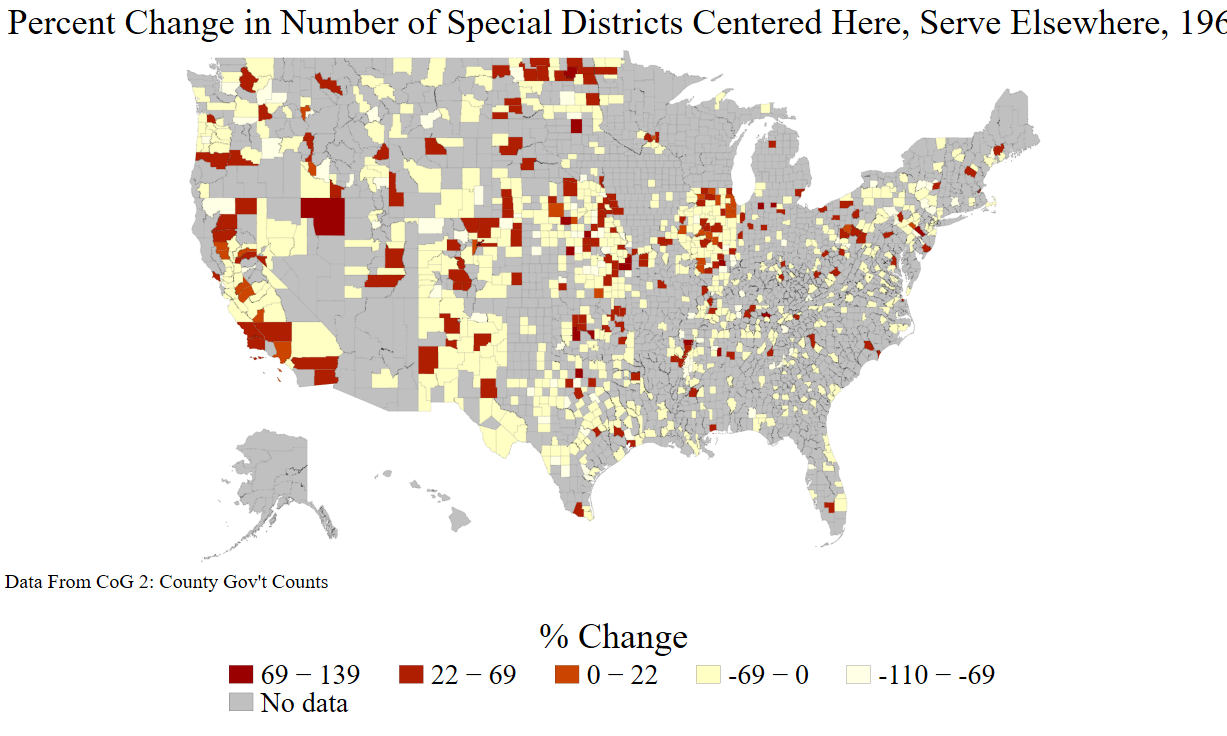 Percent Change in Number of Special Districts Centered Here, Serve Elsewhere, 196
Data From CoG 2: County Gov't Counts
% Change
69 − 139 22 − 69 0 − 22 -69 − 0 -110 − -69
No data